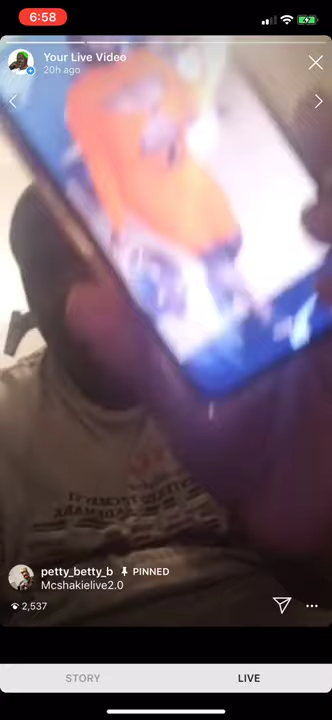 6:58
Your Live Video
20h ago
petty_betty_b PINNED
Mcshakielive2.0
2,537
STORY
LIVE